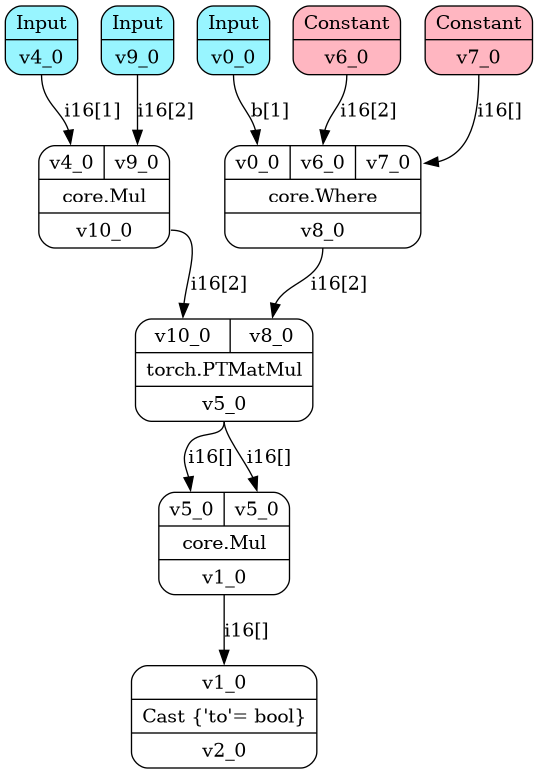 Input
v4_0
Input
v9_0
Input
v0_0
Constant
v6_0
Constant
v7_0
i16[1]
i16[2]
b[1]
i16[2]
i16[]
v4_0 v9_0
core.Mul
v10_0
v0_0 v6_0 v7_0
core.Where
v8_0
i16[2]
i16[2]
v10_0 v8_0
torch.PTMatMul
v5_0
i16[]
i16[]
v5_0 v5_0
core.Mul
v1_0
i16[]
v1_0
Cast {'to'= bool}
v2_0